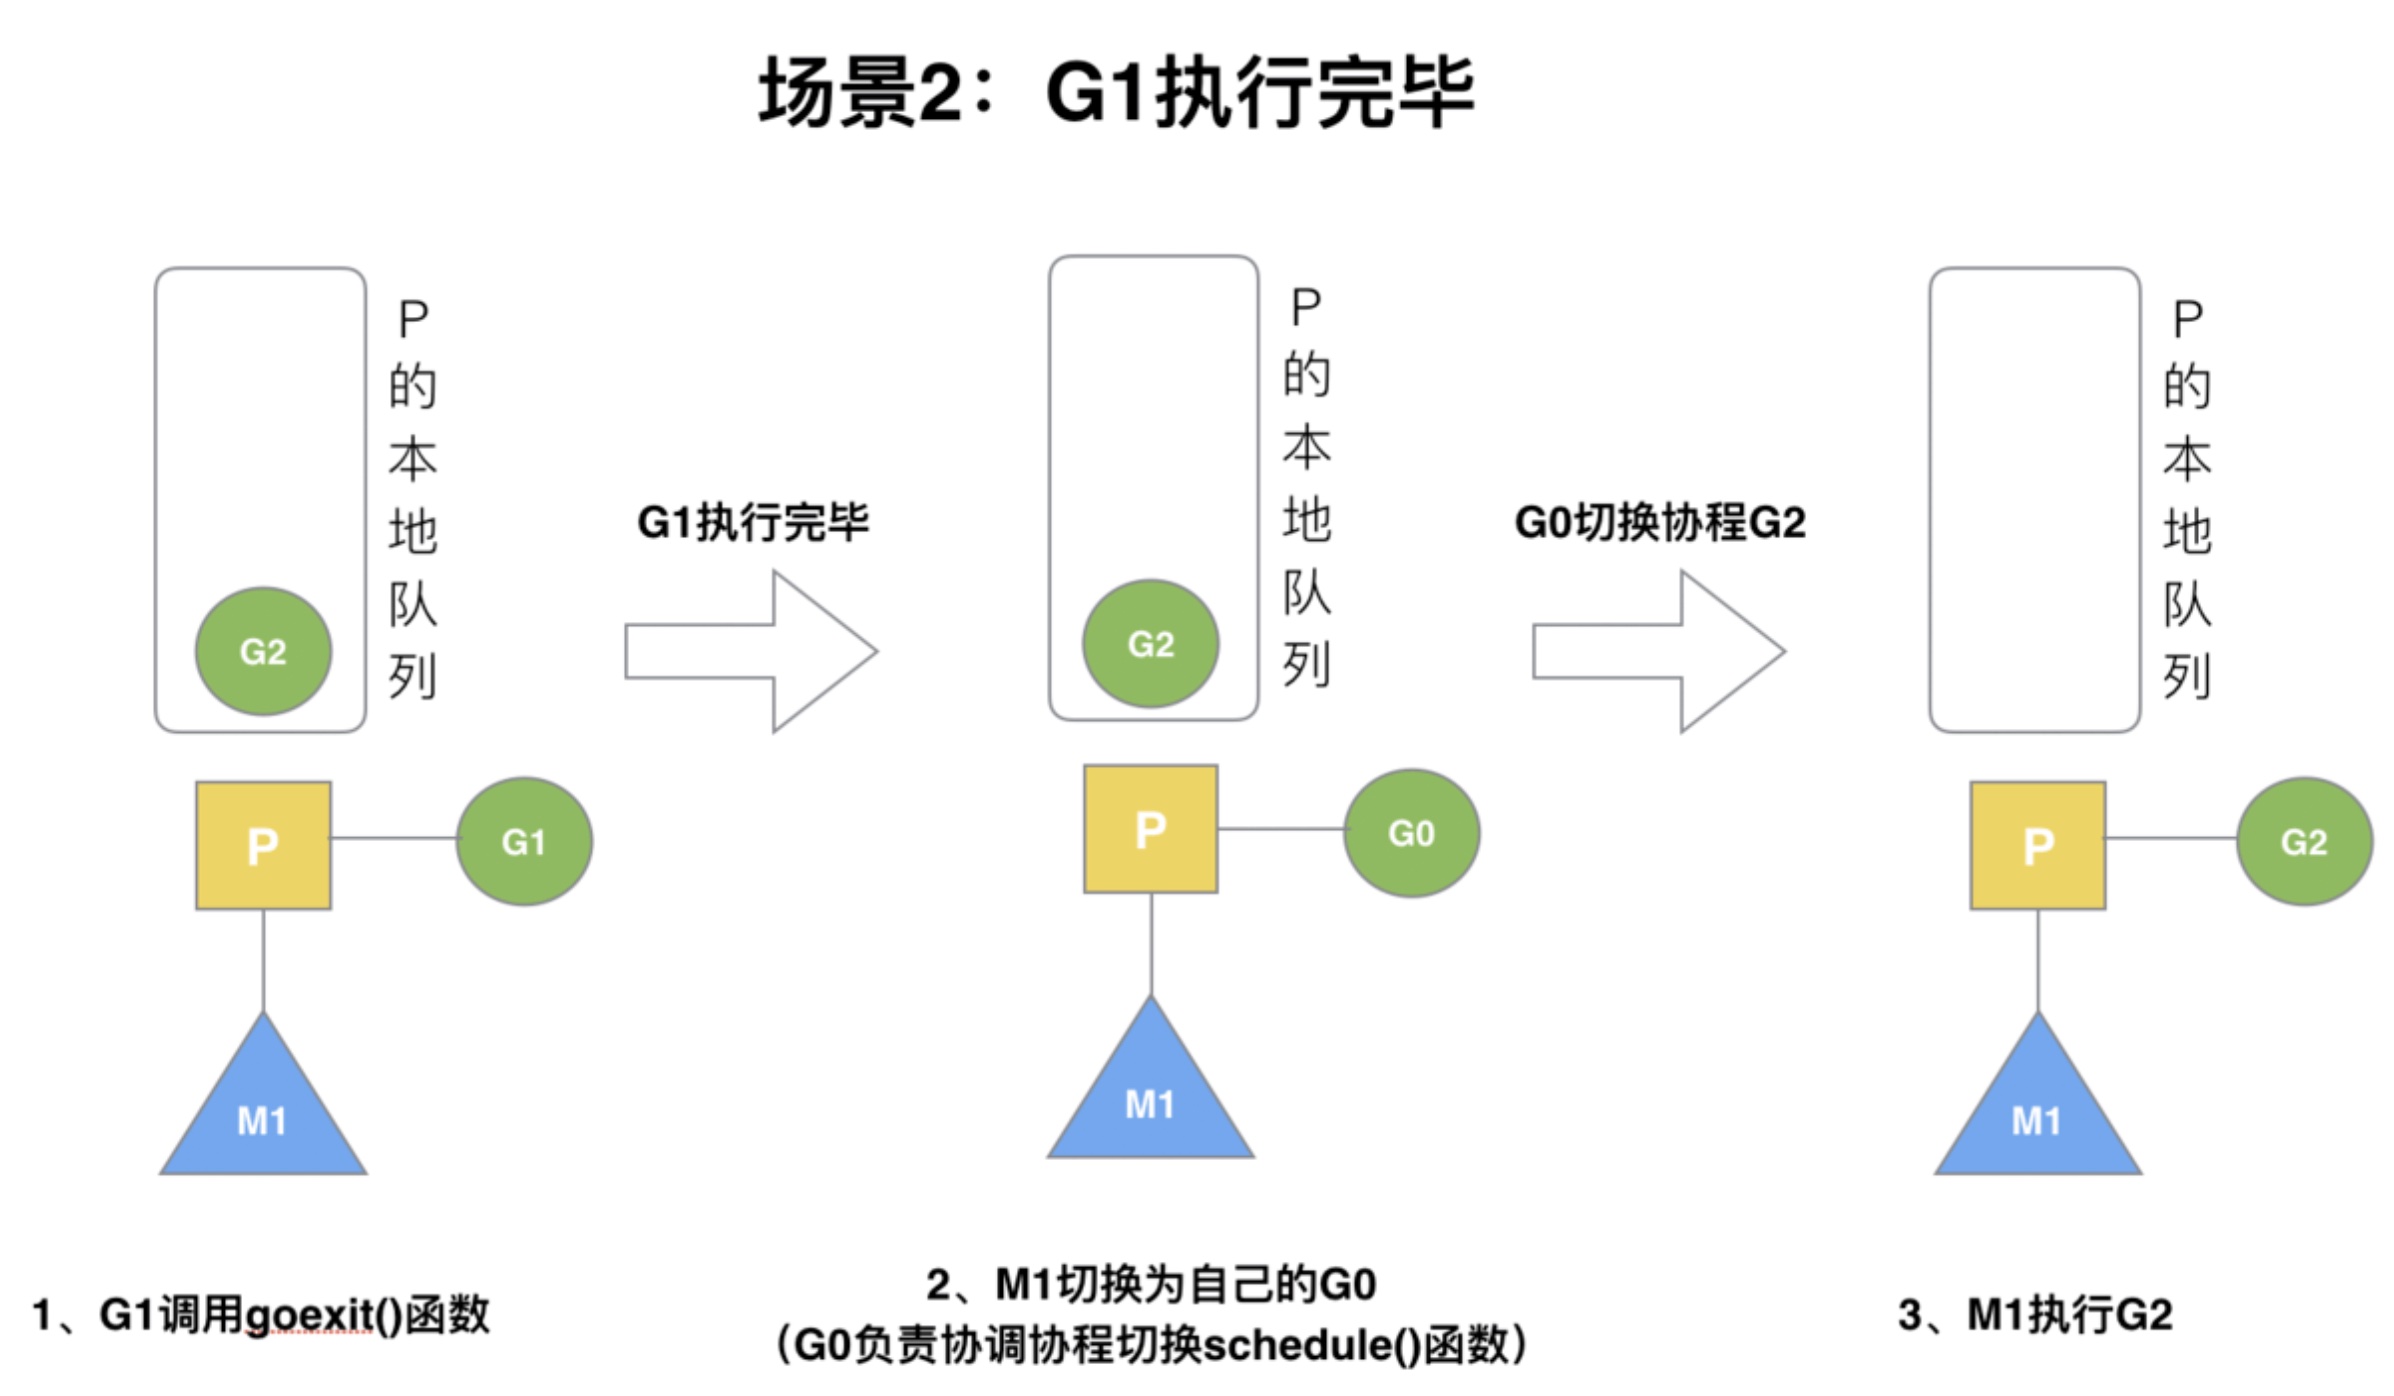 场景2：G1执行完毕
P的本地队列
G2
P
G1
M1
1、G1调用goexit()函数
G1执行完毕
P的本地队列
G2
P
G0
M1
2、M1切换为自己的G0
（G0负责协调协程切换schedule()函数）
G0切换协程G2
P的本地队列
P
G2
M1
3、M1执行G2